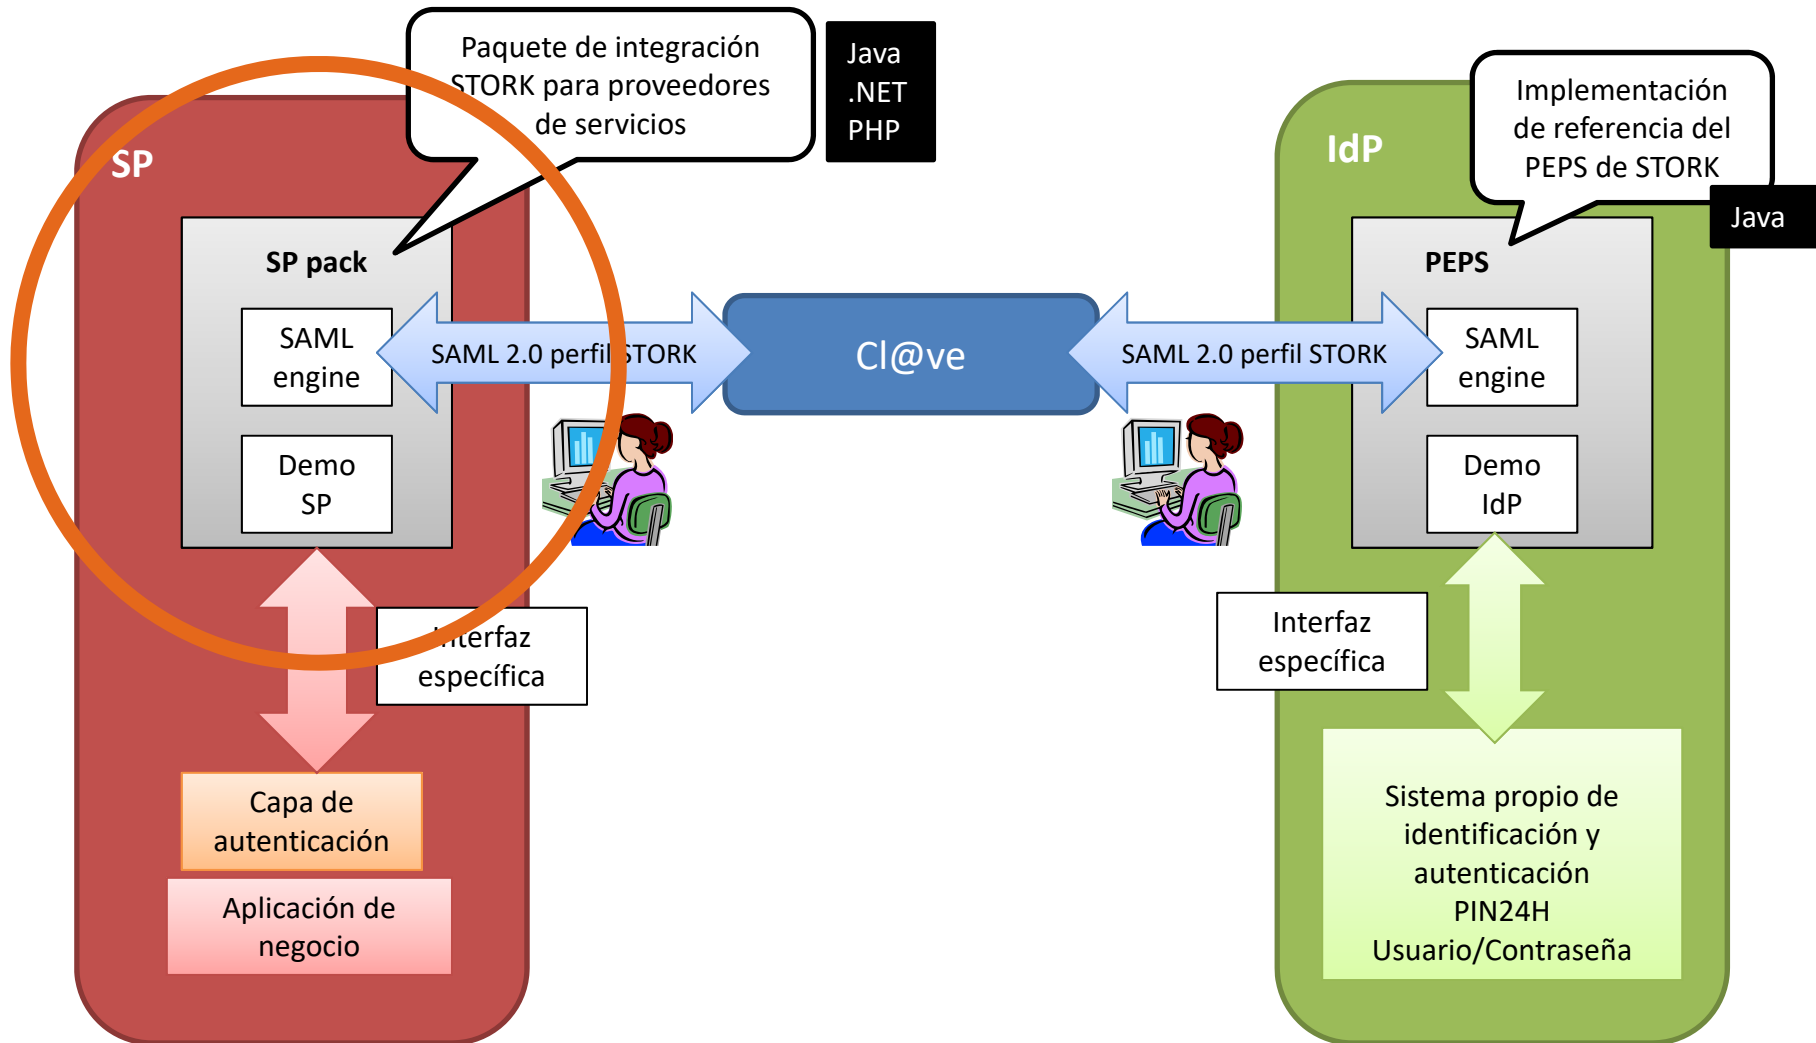 Paquete de integración
STORK para proveedores
de servicios
Java
.NET
PHP
SP
SP pack
SAML
engine
Demo
SP
SAML 2.0 perfil STORK
Interfaz
específica
Capa de
autenticación
Aplicación de
negocio
Cl@ve
SAML 2.0 perfil STORK
IdP
Implementación
de referencia del
PEPS de STORK
Java
PEPS
SAML
engine
Demo
IdP
Interfaz
específica
Sistema propio de
identificación y
autenticación
PIN24H
Usuario/Contraseña